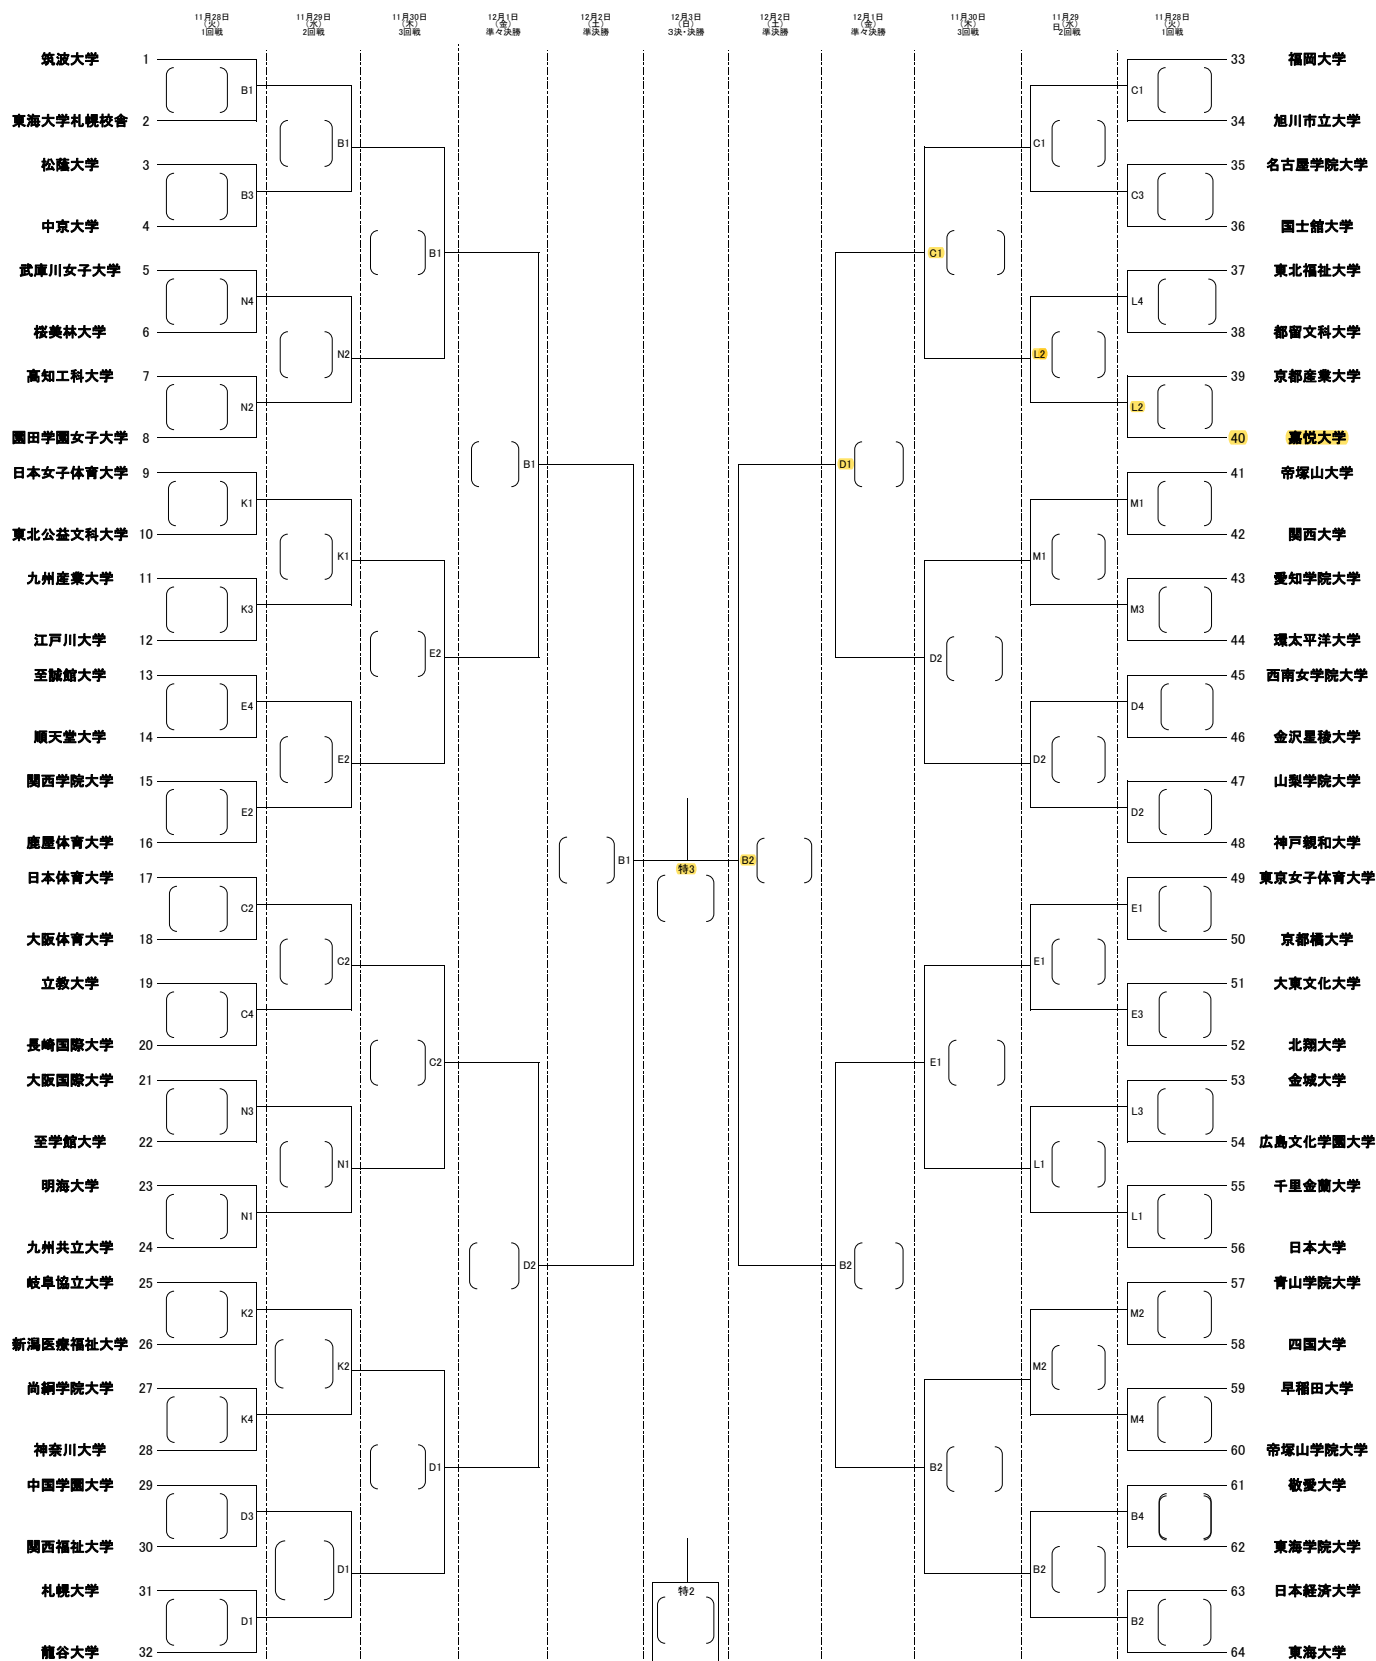 11月28日
(火)
1回戦
11月29日
(水)
2回戦
11月30日
(木)
3回戦
12月1日
(金)
準々決勝
12月2日
(土)
準決勝
12月3日
(日)
3決・決勝
12月2日
(土)
準決勝
12月1日
(金)
準々決勝
11月30日
(木)
3回戦
11月29
日(水)
2回戦
11月28日
(火)
1回戦
筑波大学 1
B1
東海大学札幌校舎 2
B1
松蔭大学 3
B3
中京大学 4
B1
武庫川女子大学 5
N4
桜美林大学 6
N2
高知工科大学 7
N2
園田学園女子大学 8
B1
日本女子体育大学 9
K1
東北公益文科大学 10
K1
九州産業大学 11
K3
江戸川大学 12
E2
至誠館大学 13
E4
順天堂大学 14
E2
関西学院大学 15
E2
鹿屋体育大学 16
B1
日本体育大学 17
C2
大阪体育大学 18
C2
立教大学 19
C4
長崎国際大学 20
C2
大阪国際大学 21
N3
至学館大学 22
N1
明海大学 23
N1
九州共立大学 24
D2
岐阜協立大学 25
K2
新潟医療福祉大学 26
K2
尚絅学院大学 27
K4
神奈川大学 28
D1
中国学園大学 29
D3
関西福祉大学 30
D1
札幌大学 31
D1
龍谷大学 32
特3
特2
33 福岡大学
C1
34 旭川市立大学
C1
35 名古屋学院大学
C3
36 国士舘大学
C1
37 東北福祉大学
L4
38 都留文科大学
L2
39 京都産業大学
L2
40 嘉悦大学
D1
41 帝塚山大学
M1
42 関西大学
M1
43 愛知学院大学
M3
44 環太平洋大学
D2
45 西南女学院大学
D4
46 金沢星稜大学
D2
47 山梨学院大学
D2
48 神戸親和大学
B2
49 東京女子体育大学
E1
50 京都橘大学
E1
51 大東文化大学
E3
52 北翔大学
E1
53 金城大学
L3
54 広島文化学園大学
L1
55 千里金蘭大学
L1
56 日本大学
B2
57 青山学院大学
M2
58 四国大学
M2
59 早稲田大学
M4
60 帝塚山学院大学
B2
61 敬愛大学
B4
62 東海学院大学
B2
63 日本経済大学
B2
64 東海大学